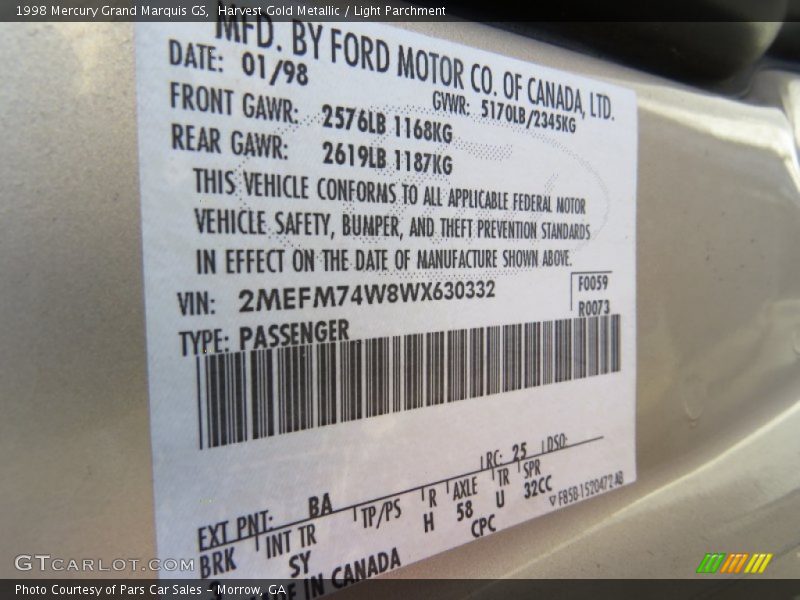 1998 Mercury Grand Marquis GS, Harvest Gold Metallic / Light Parchment
MFD. BY FORD MOTOR CO. OF CANADA, LTD.
DATE: 01/98
GVWR: 5170LB/2345KG
FRONT GAWR: 2576LB 1168KG
REAR GAWR: 2619LB 1187KG
THIS VEHICLE CONFORMS TO ALL APPLICABLE FEDERAL MOTOR
VEHICLE SAFETY, BUMPER, AND THEFT PREVENTION STANDARDS
IN EFFECT ON THE DATE OF MANUFACTURE SHOWN ABOVE.
VIN: 2MEFM74W8WX630332
F0059
R0073
TYPE: PASSENGER
EXT PNT: BA RC: 25 DSO:
BRK INT TR TP/PS R AXLE TR SPR
SY H 58 U 32CC
CPC
▽F85B-1520472-AB
IN CANADA
GTCARLOT.COM
Photo Courtesy of Pars Car Sales - Morrow, GA